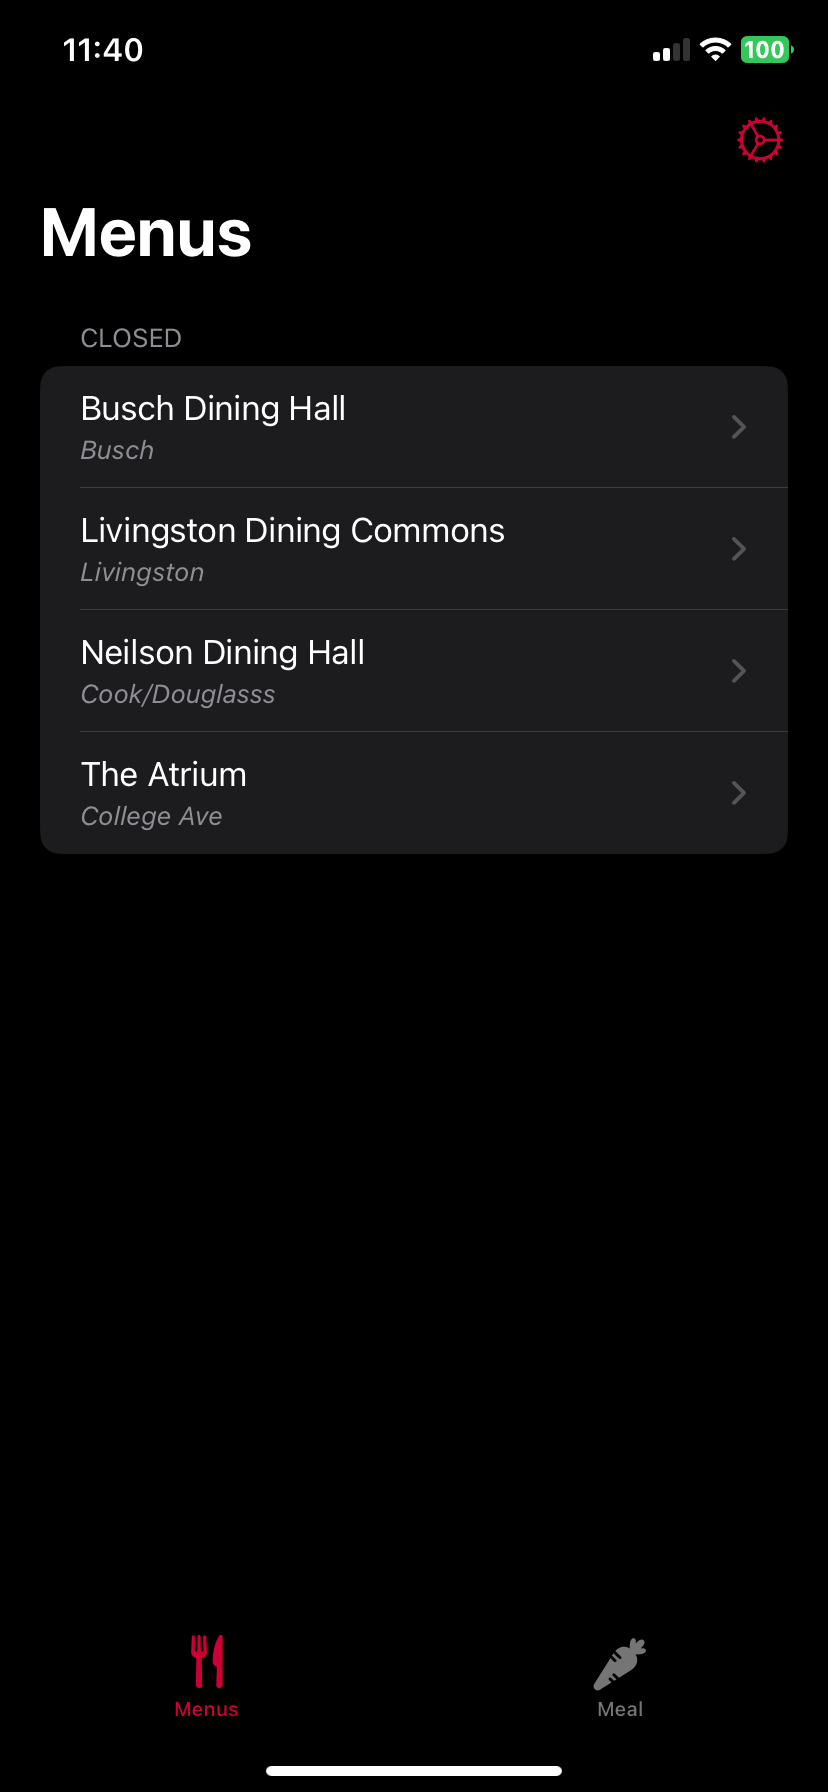 11:40
100
Menus
CLOSED
Busch Dining Hall
Busch
Livingston Dining Commons
Livingston
Neilson Dining Hall
Cook/Douglasss
The Atrium
College Ave
Menus
Meal